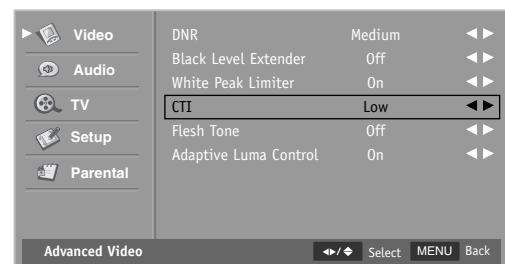 Video
Audio
TV
Setup
Parental
DNR Medium
Black Level Extender Off
White Peak Limiter On
CTI Low
Flesh Tone Off
Adaptive Luma Control On
Advanced Video Select MENU Back